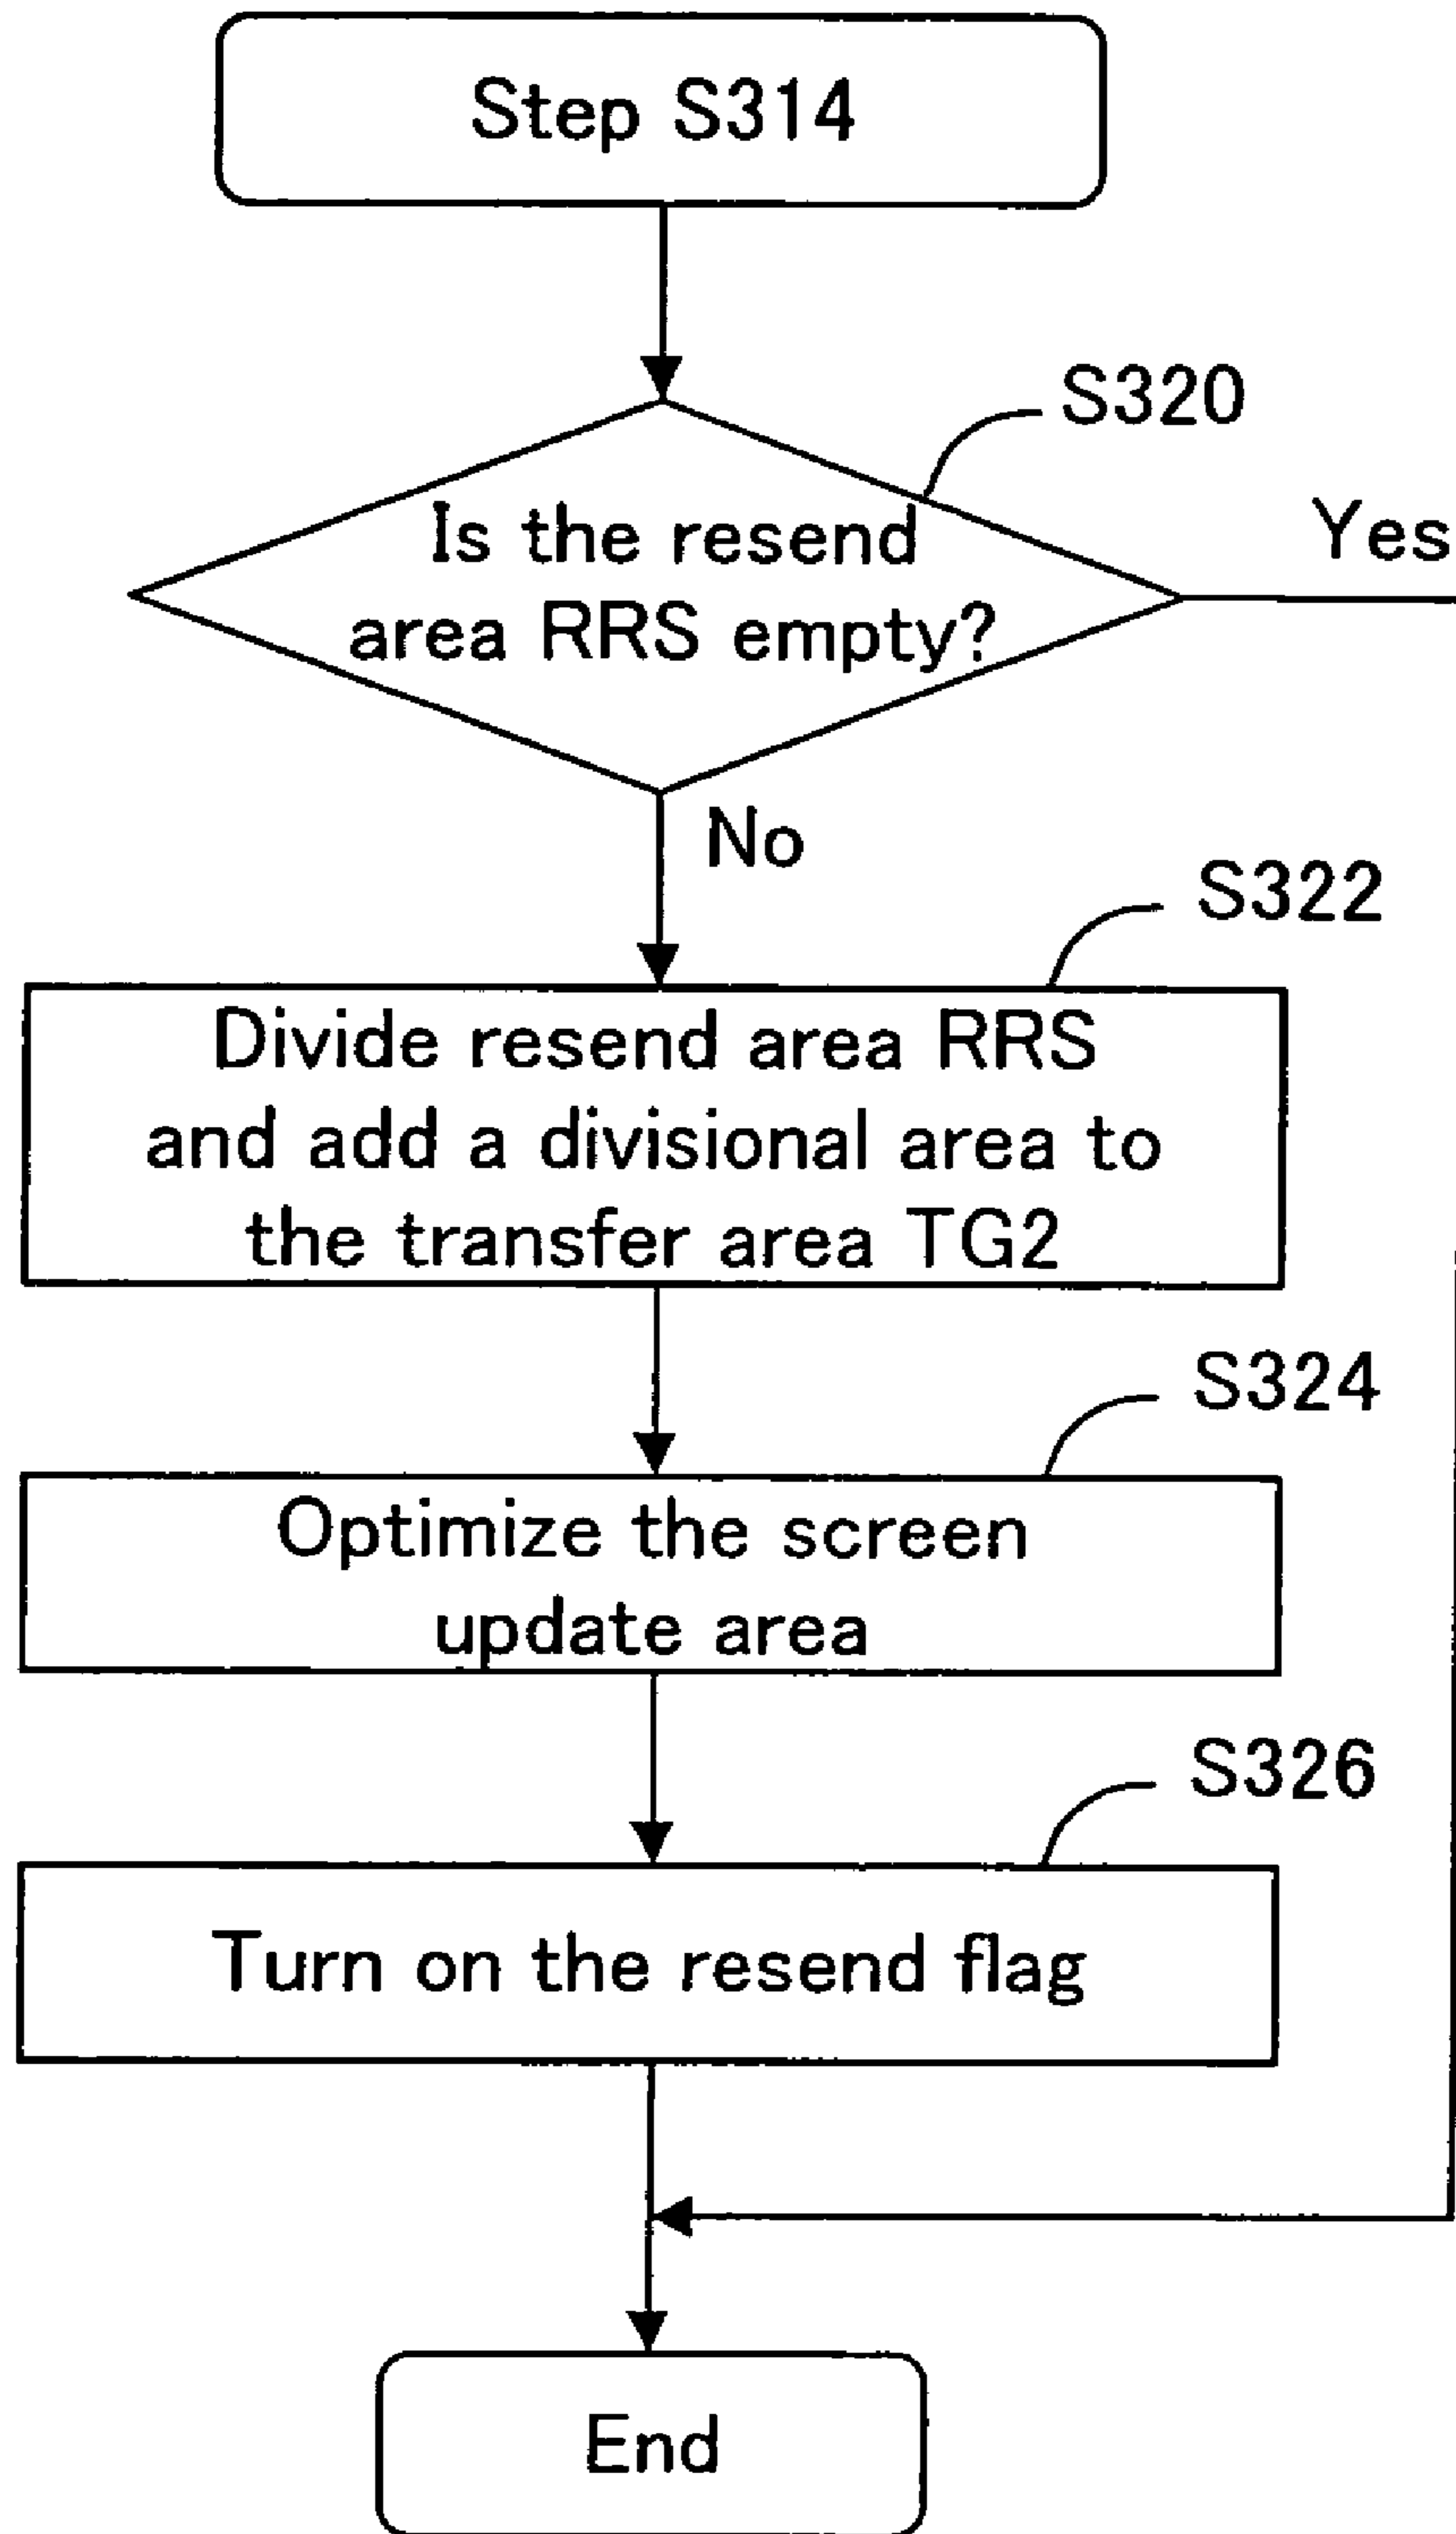 Step S314
S320
Is the resend
area RRS empty?
Yes
No
S322
Divide resend area RRS
and add a divisional area to
the transfer area TG2
S324
Optimize the screen
update area
S326
Turn on the resend flag
End